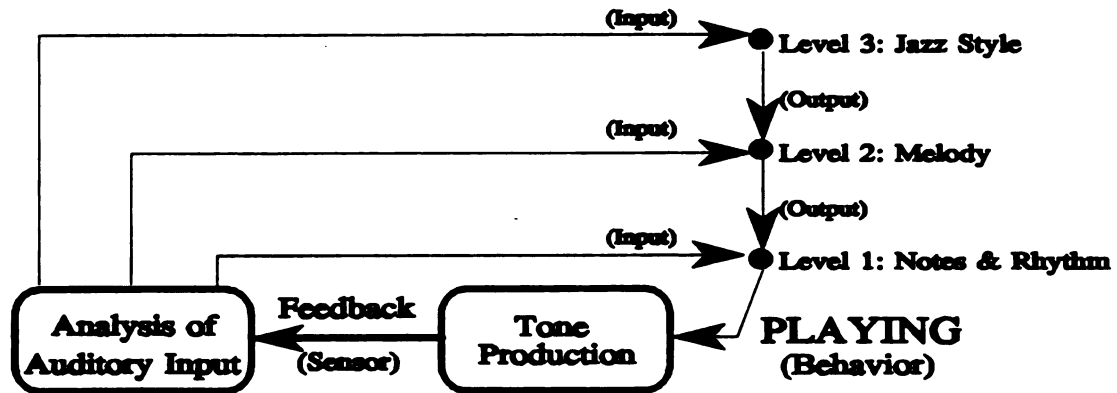 (Input)
Level 3: Jazz Style
(Output)
(Input)
Level 2: Melody
(Output)
(Input)
Level 1: Notes & Rhythm
Analysis of
Auditory Input
Feedback
(Sensor)
Tone
Production
PLAYING
(Behavior)